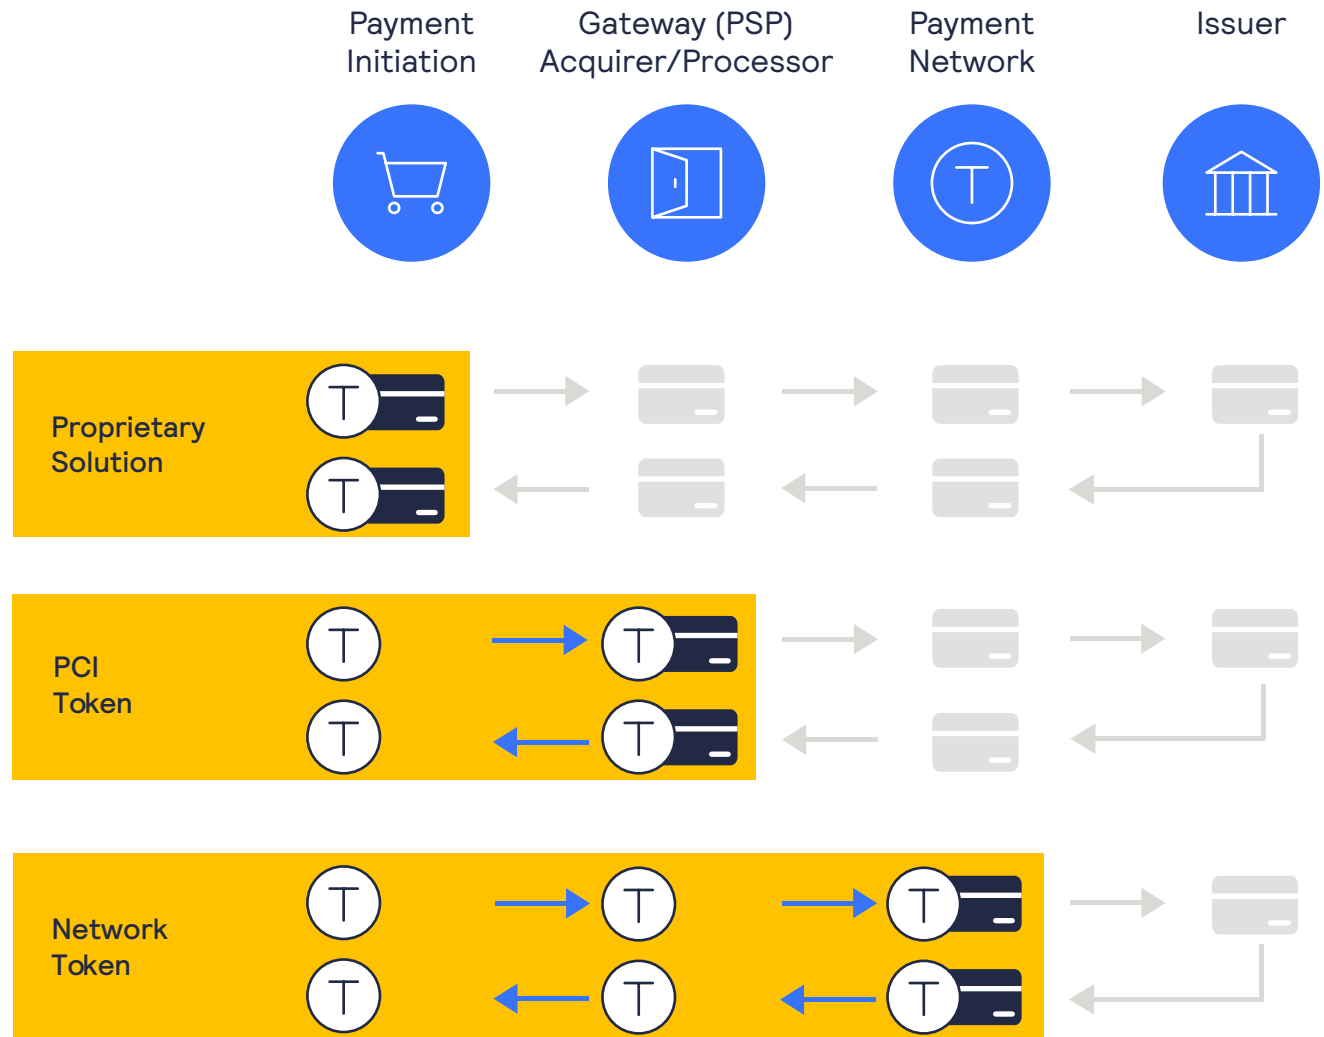 Payment
Initiation
Gateway (PSP)
Acquirer/Processor
Payment
Network
Issuer
T
T
Proprietary
Solution
T
T
T
T
PCI
Token
T
T
T
T
T
Network
Token
T
T
T